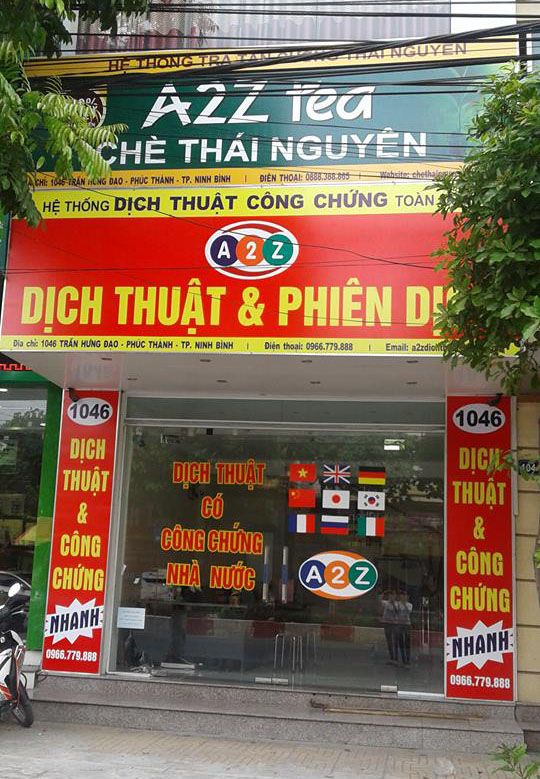 HỆ THỐNG TRÀ TÂN CƯƠNG THÁI NGUYÊN
A2Z Tea
CHÈ THÁI NGUYÊN
CHỈ: 1046 TRẦN HƯNG ĐẠO - PHÚC THÀNH - TP. NINH BÌNH | ĐIỆN THOẠI: 0888.388.865 | Website:
HỆ THỐNG DỊCH THUẬT CÔNG CHỨNG TOÀN
A2Z
DỊCH THUẬT & PHIÊN
Địa chỉ: 1046 TRẦN HƯNG ĐẠO - PHÚC THÀNH - TP. NINH BÌNH | Điện thoại: 0966.779.888 | Email:
1046
DỊCH
THUẬT
&
CÔNG
CHỨNG
NHANH
0966.779.888
DỊCH THUẬT
CÓ
CÔNG CHỨNG
NHÀ NƯỚC
A2Z
1046
DỊCH
THUẬT
&
CÔNG
CHỨNG
NHANH
0966.779.888